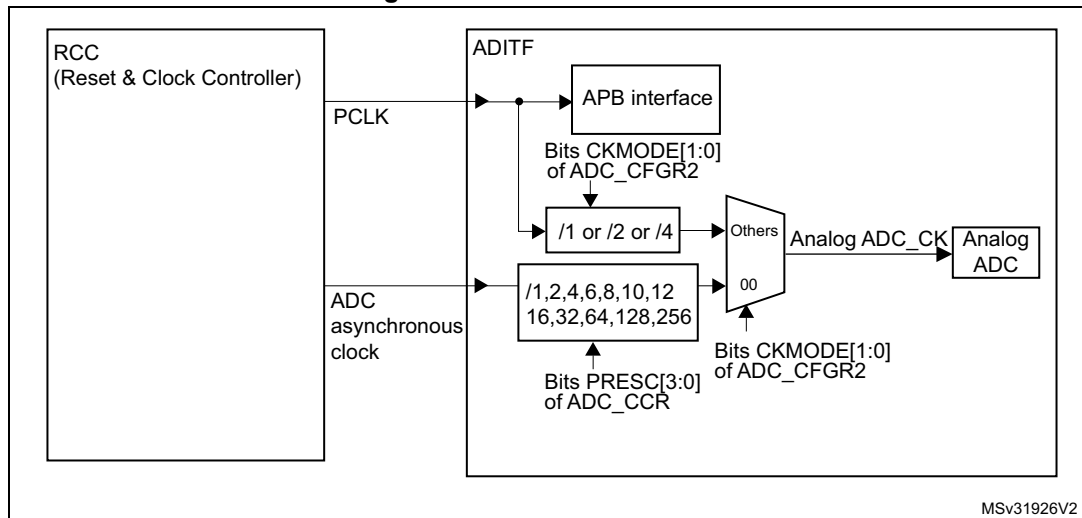 RCC
(Reset & Clock Controller)
ADITF
APB interface
PCLK
Bits CKMODE[1:0]
of ADC_CFGR2
/1 or /2 or /4
Others
Analog ADC_CK
Analog
ADC
00
/1,2,4,6,8,10,12
16,32,64,128,256
ADC
asynchronous
clock
Bits CKMODE[1:0]
of ADC_CFGR2
Bits PRESC[3:0]
of ADC_CCR
MSv31926V2